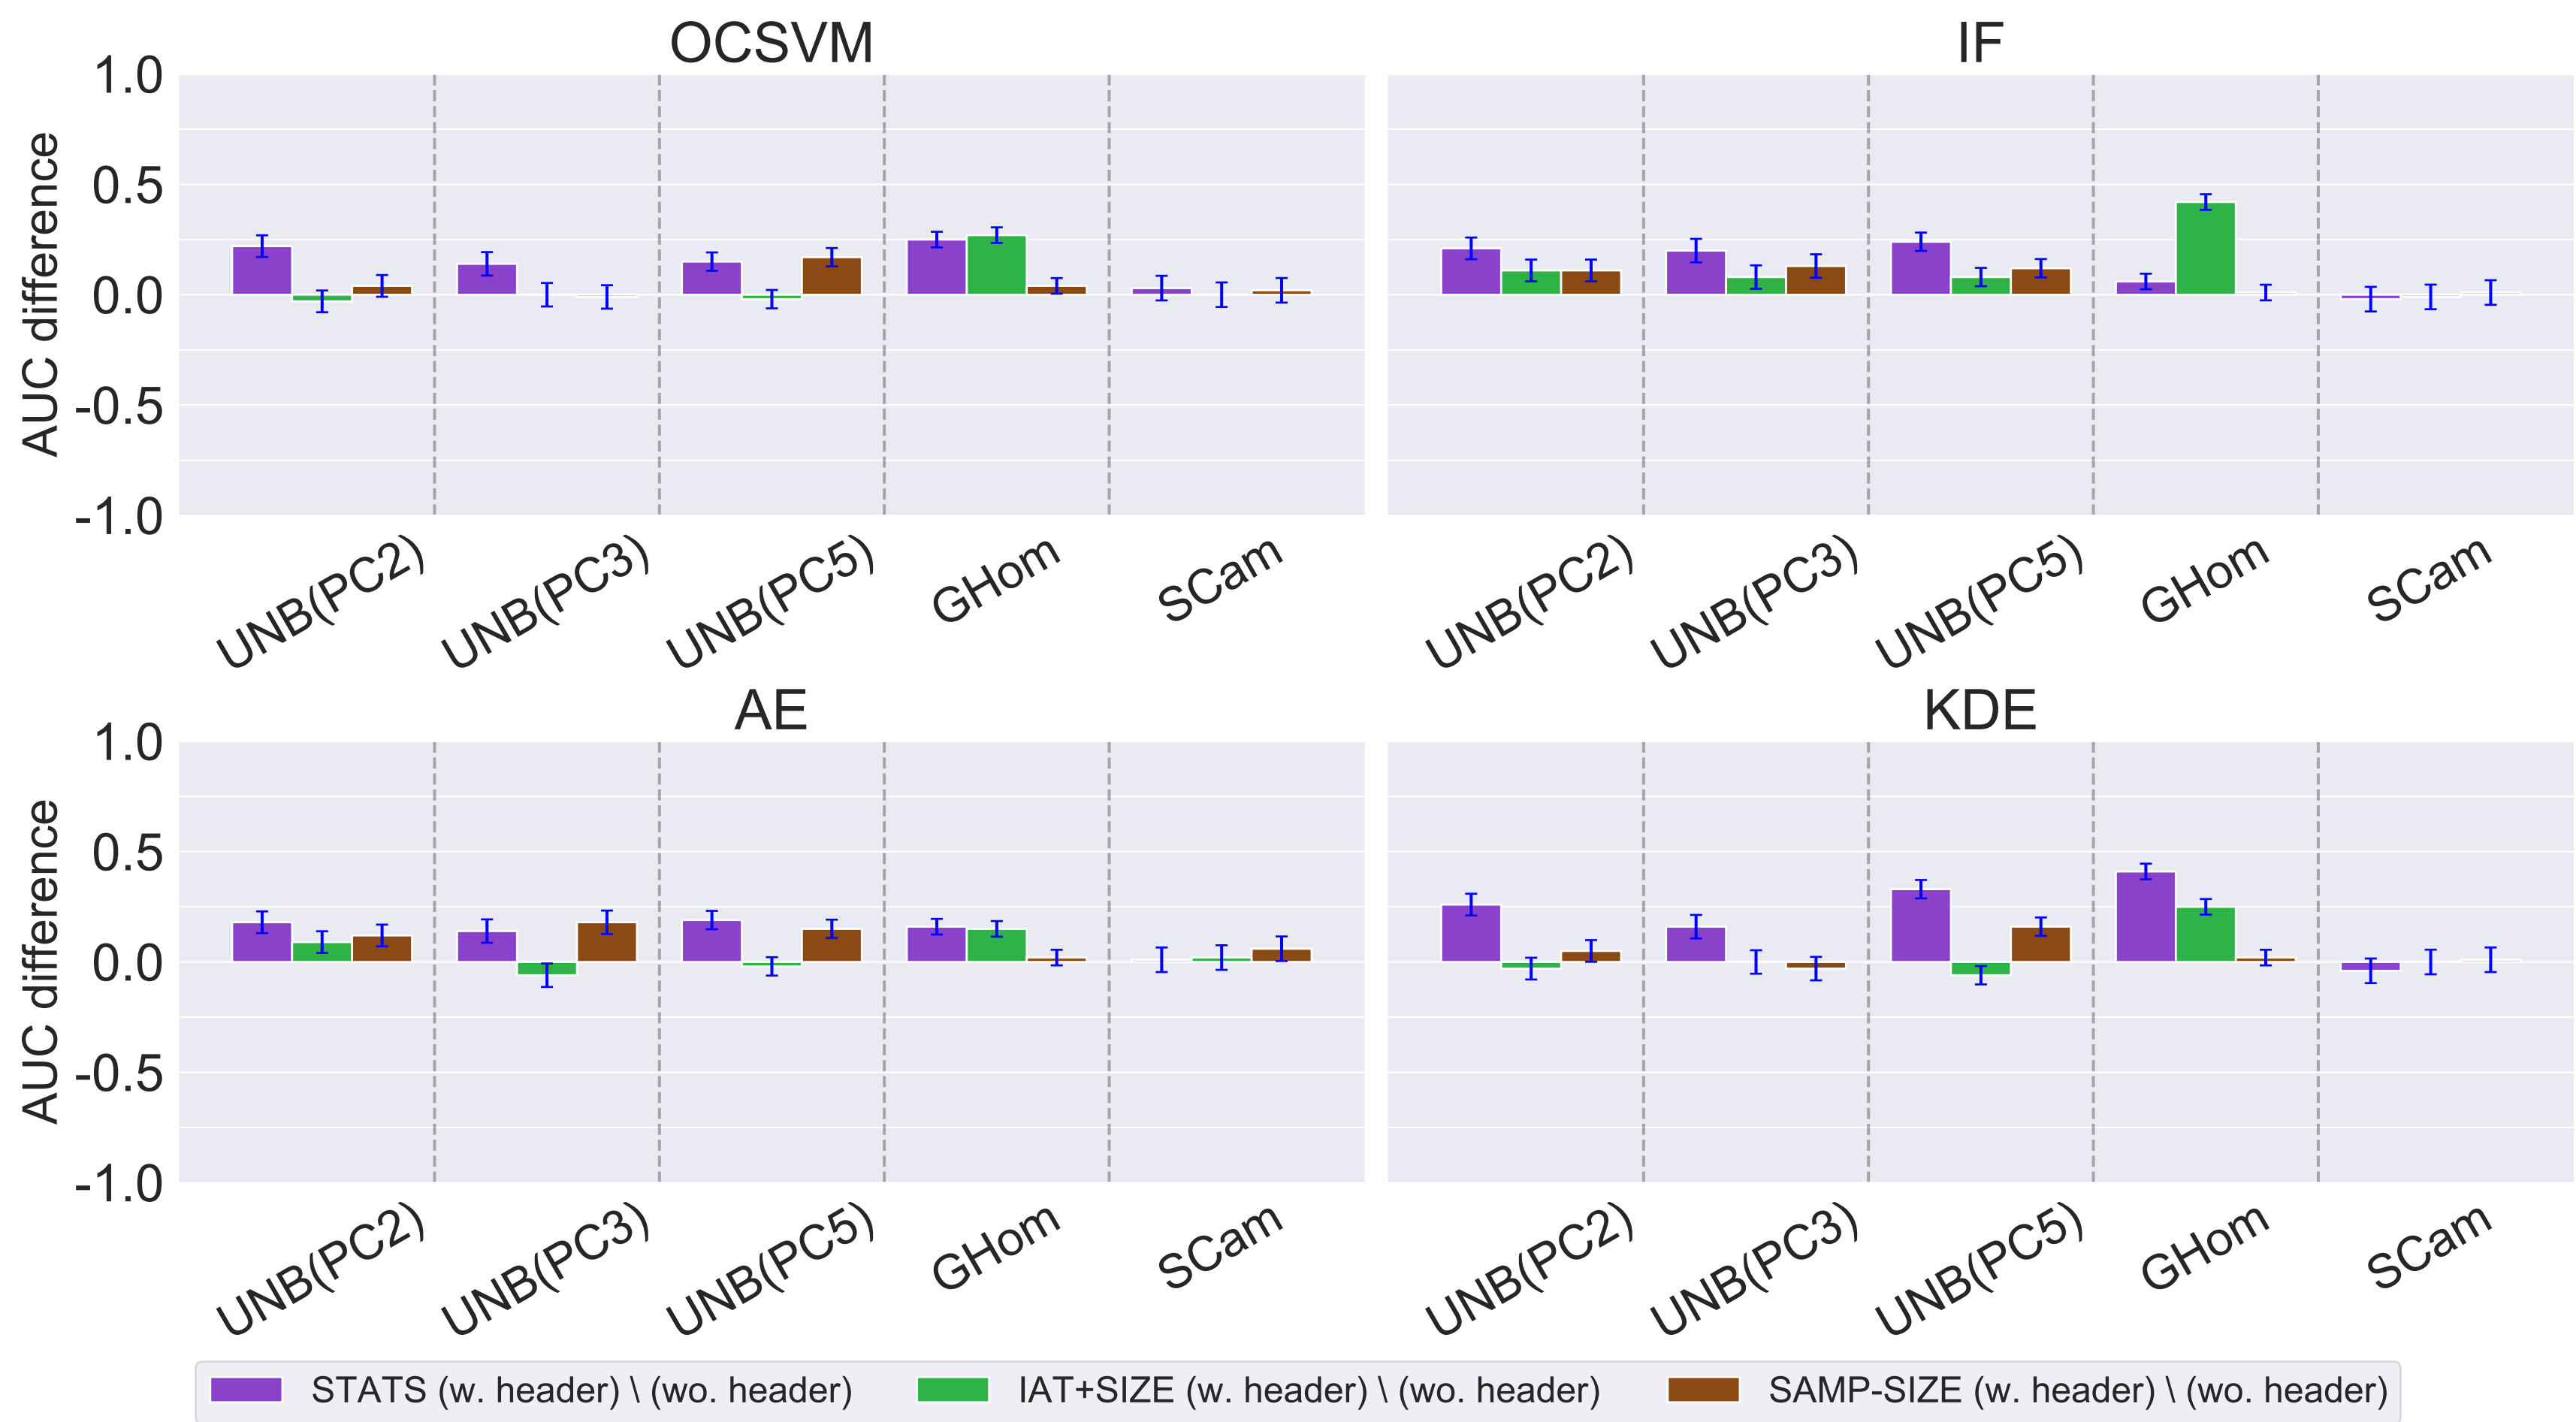 OCSVM
IF
1.0
0.5
0.0
-0.5
-1.0
AUC difference
UNB(PC2)
UNB(PC3)
UNB(PC5)
GHom
SCam
UNB(PC2)
UNB(PC3)
UNB(PC5)
GHom
SCam
AE
KDE
1.0
0.5
0.0
-0.5
-1.0
AUC difference
UNB(PC2)
UNB(PC3)
UNB(PC5)
GHom
SCam
UNB(PC2)
UNB(PC3)
UNB(PC5)
GHom
SCam
STATS (w. header) \ (wo. header)
IAT+SIZE (w. header) \ (wo. header)
SAMP-SIZE (w. header) \ (wo. header)